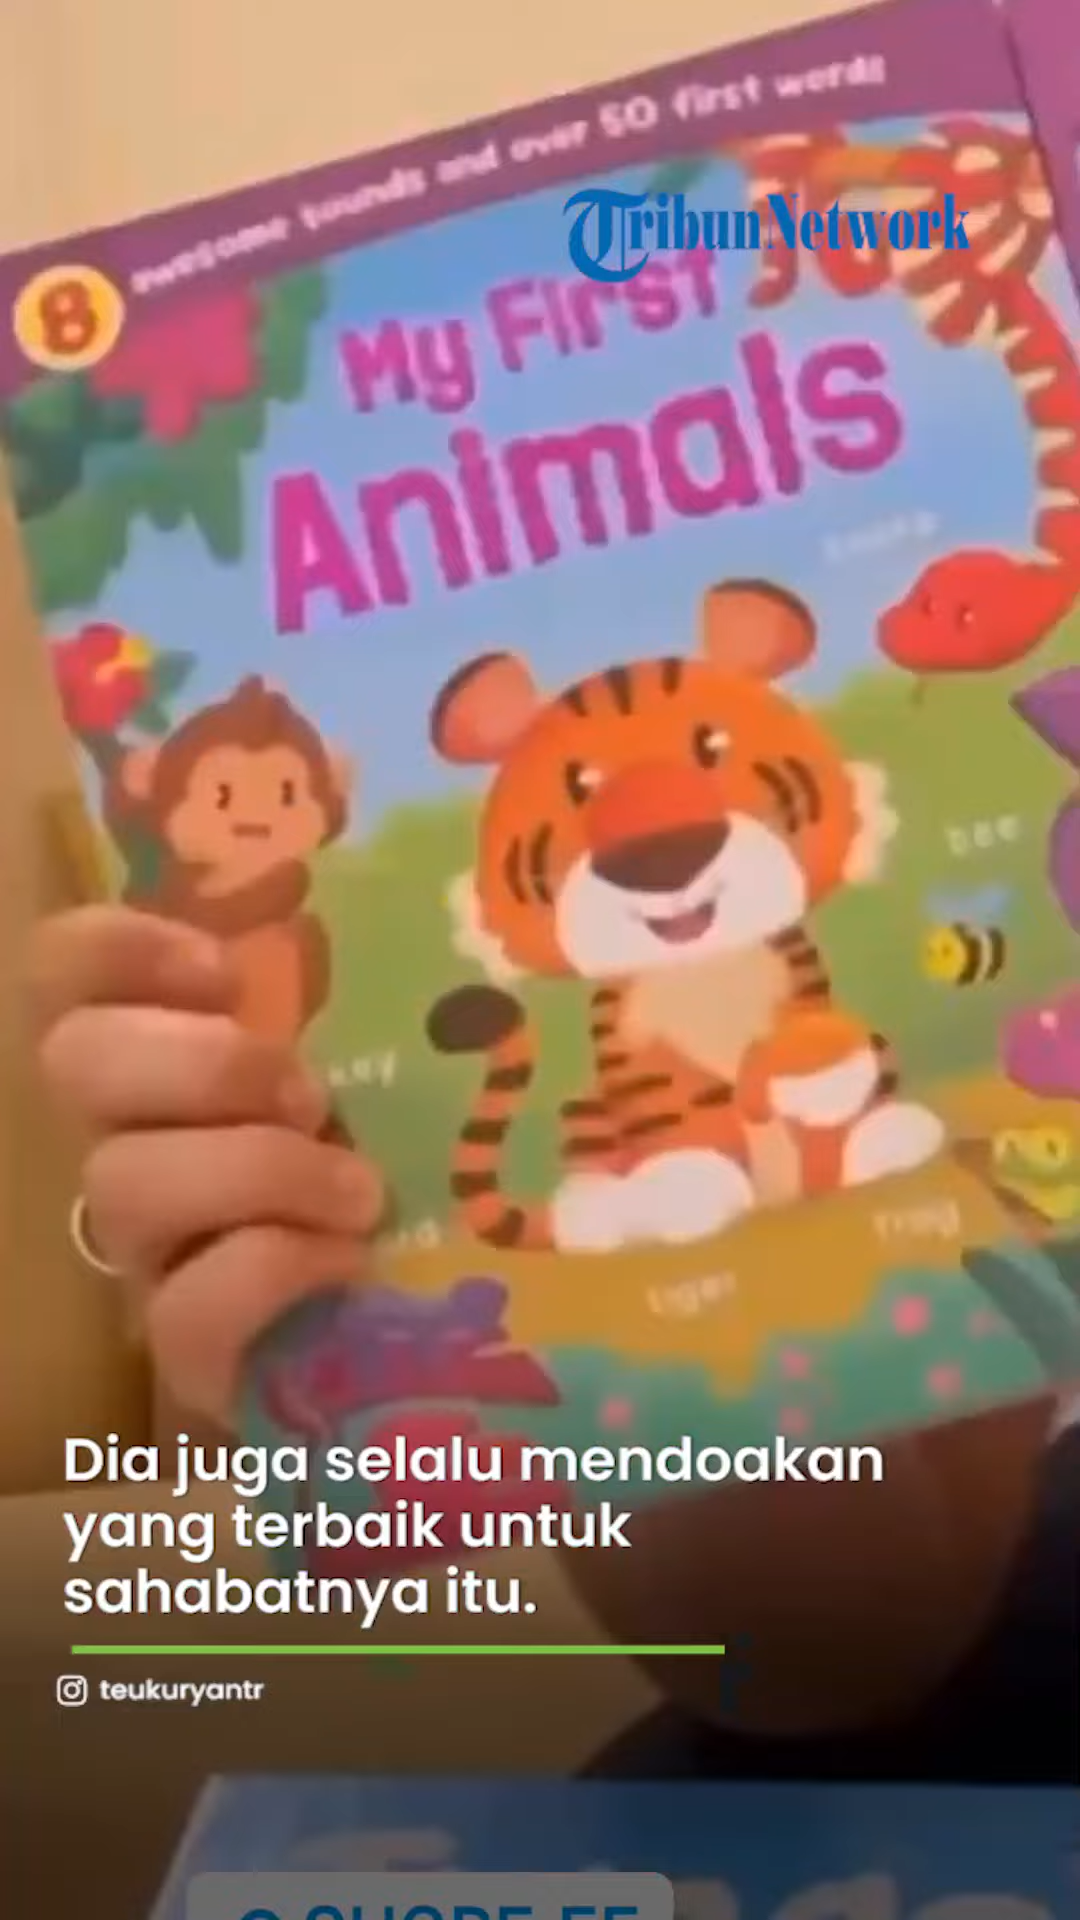 8 awesome sounds and over 50 first words
TribunNetwork
My First
Animals
bee
frog
tiger
Dia juga selalu mendoakan
yang terbaik untuk
sahabatnya itu.
teukuryantr